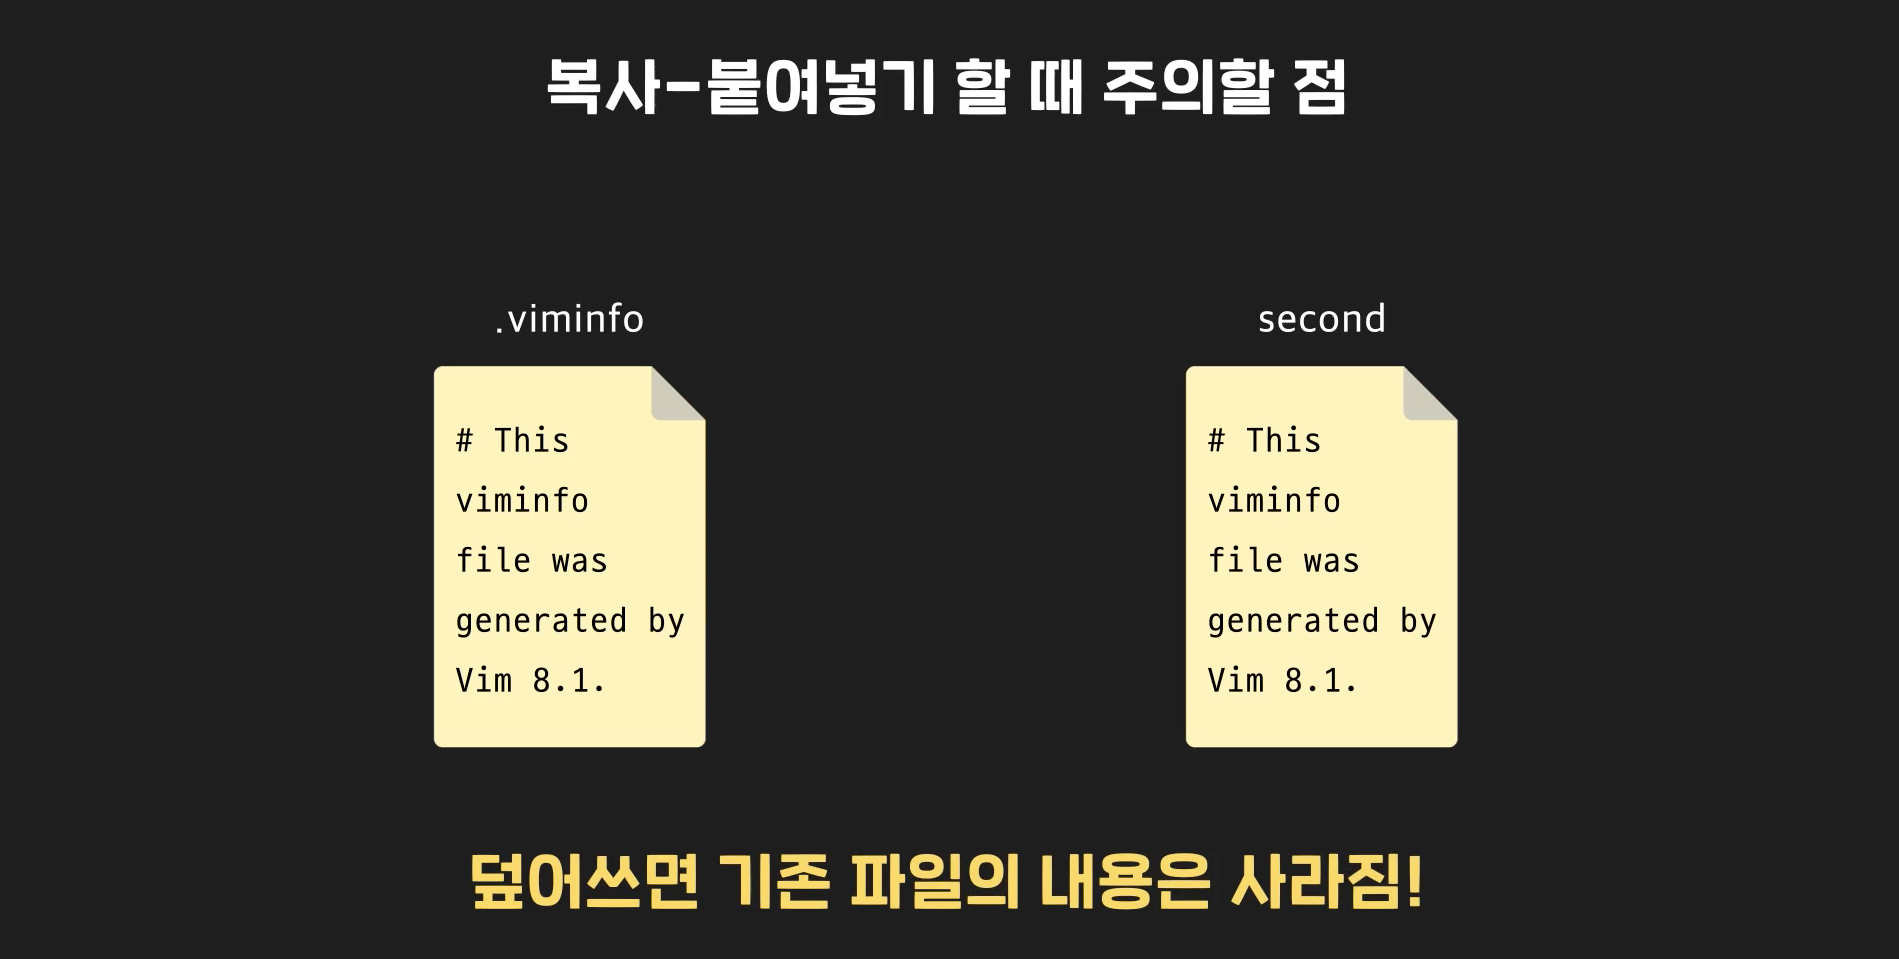 복사-붙여넣기 할 때 주의할 점
.viminfo
# This
viminfo
file was
generated by
Vim 8.1.
second
# This
viminfo
file was
generated by
Vim 8.1.
덮어쓰면 기존 파일의 내용은 사라짐!